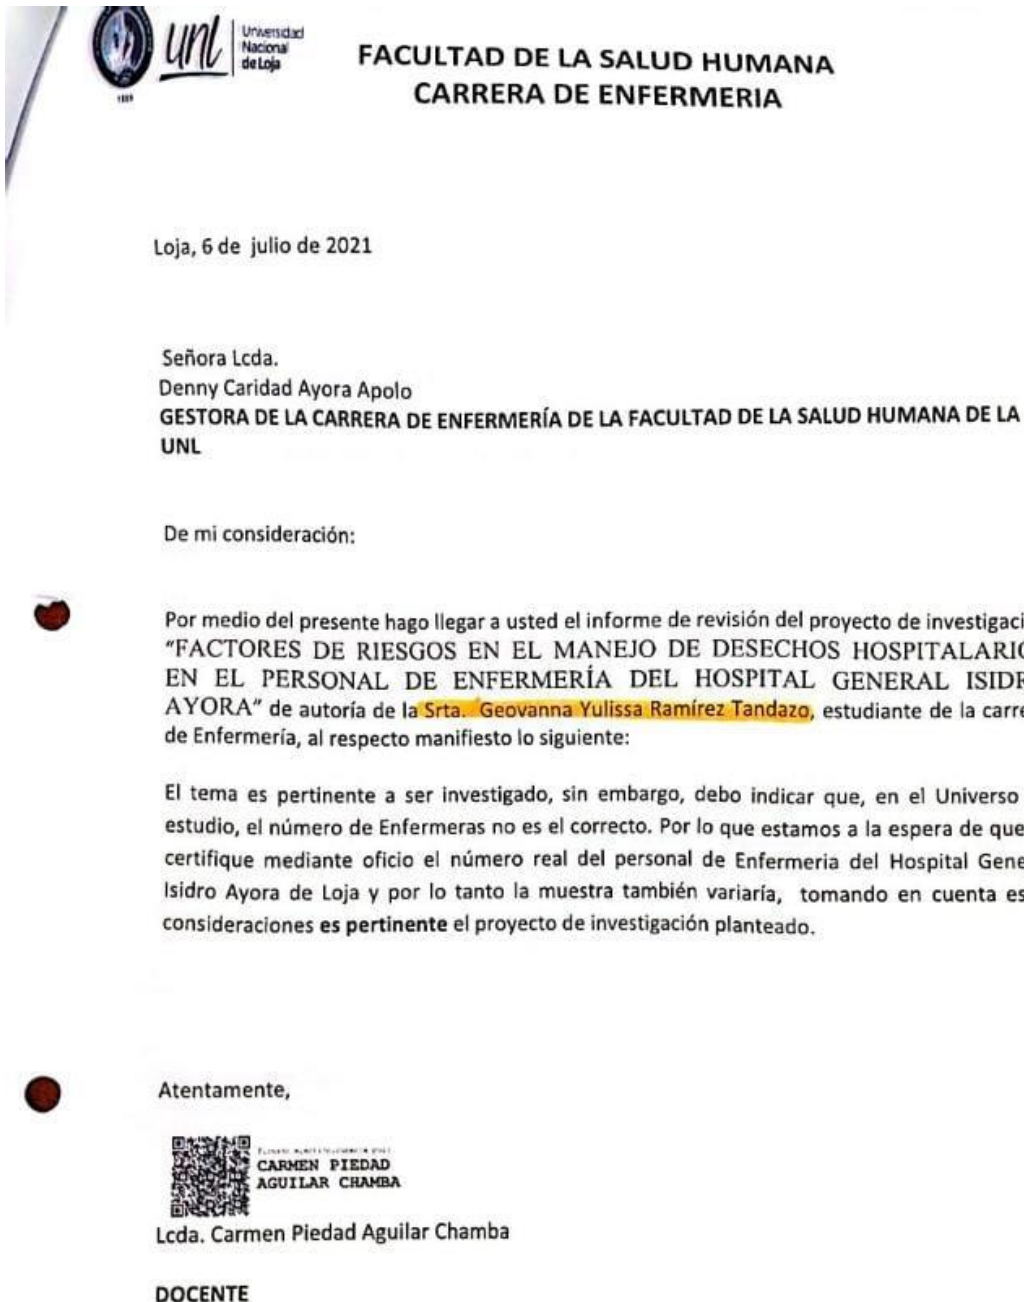 unl
Universidad
Nacional
de Loja
1859
FACULTAD DE LA SALUD HUMANA
CARRERA DE ENFERMERIA
Loja, 6 de julio de 2021
Señora Lcda.
Denny Caridad Ayora Apolo
GESTORA DE LA CARRERA DE ENFERMERÍA DE LA FACULTAD DE LA SALUD HUMANA DE LA
UNL
De mi consideración:
Por medio del presente hago llegar a usted el informe de revisión del proyecto de investigaci
“FACTORES DE RIESGOS EN EL MANEJO DE DESECHOS HOSPITALARIO
EN EL PERSONAL DE ENFERMERÍA DEL HOSPITAL GENERAL ISIDR
AYORA” de autoría de la Srta. Geovanna Yulissa Ramírez Tandazo, estudiante de la carre
de Enfermería, al respecto manifiesto lo siguiente:
El tema es pertinente a ser investigado, sin embargo, debo indicar que, en el Universo
estudio, el número de Enfermeras no es el correcto. Por lo que estamos a la espera de que
certifique mediante oficio el número real del personal de Enfermeria del Hospital Gene
Isidro Ayora de Loja y por lo tanto la muestra también variaría, tomando en cuenta es
consideraciones es pertinente el proyecto de investigación planteado.
Atentamente,
CARMEN PIEDAD
AGUILAR CHAMBA
Lcda. Carmen Piedad Aguilar Chamba
DOCENTE